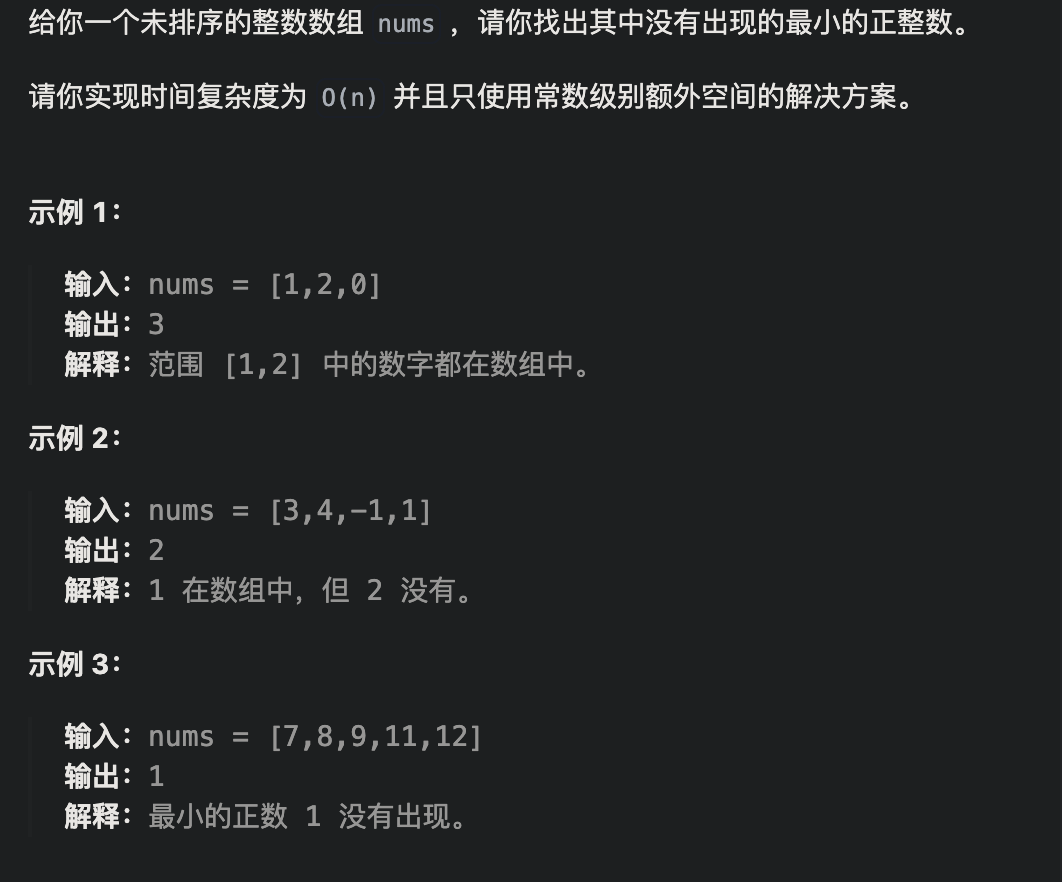 给你一个未排序的整数数组 nums ，请你找出其中没有出现的最小的正整数。
请你实现时间复杂度为 O(n) 并且只使用常数级别额外空间的解决方案。
示例 1：
输入：nums = [1,2,0]
输出：3
解释：范围 [1,2] 中的数字都在数组中。
示例 2：
输入：nums = [3,4,-1,1]
输出：2
解释：1 在数组中，但 2 没有。
示例 3：
输入：nums = [7,8,9,11,12]
输出：1
解释：最小的正数 1 没有出现。